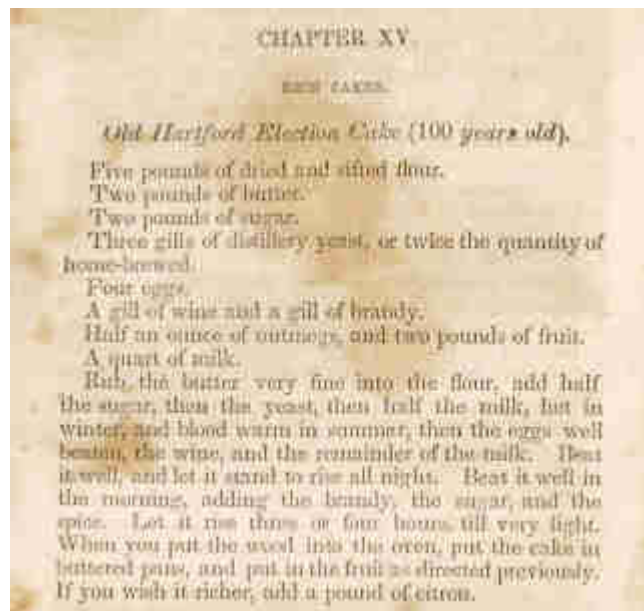 CHAPTER XV.
RICH CAKES.
Old Hartford Election Cake (100 years old).
Five pounds of dried and sifted flour.
Two pounds of butter.
Two pounds of sugar.
Three gills of distillery yeast, or twice the quantity of
home-brewed.
Four eggs.
A gill of wine and a gill of brandy.
Half an ounce of nutmegs, and two pounds of fruit.
A quart of milk.
Rub the butter very fine into the flour, add half
the sugar, then the yeast, then half the milk, hot in
winter, and blood warm in summer, then the eggs well
beaten, the wine, and the remainder of the milk. Beat
it well, and let it stand to rise all night. Beat it well in
the morning, adding the brandy, the sugar, and the
spice. Let it rise three or four hours, till very light.
When you put the wood into the oven, put the cake in
buttered pans, and put in the fruit as directed previously.
If you wish it richer, add a pound of citron.